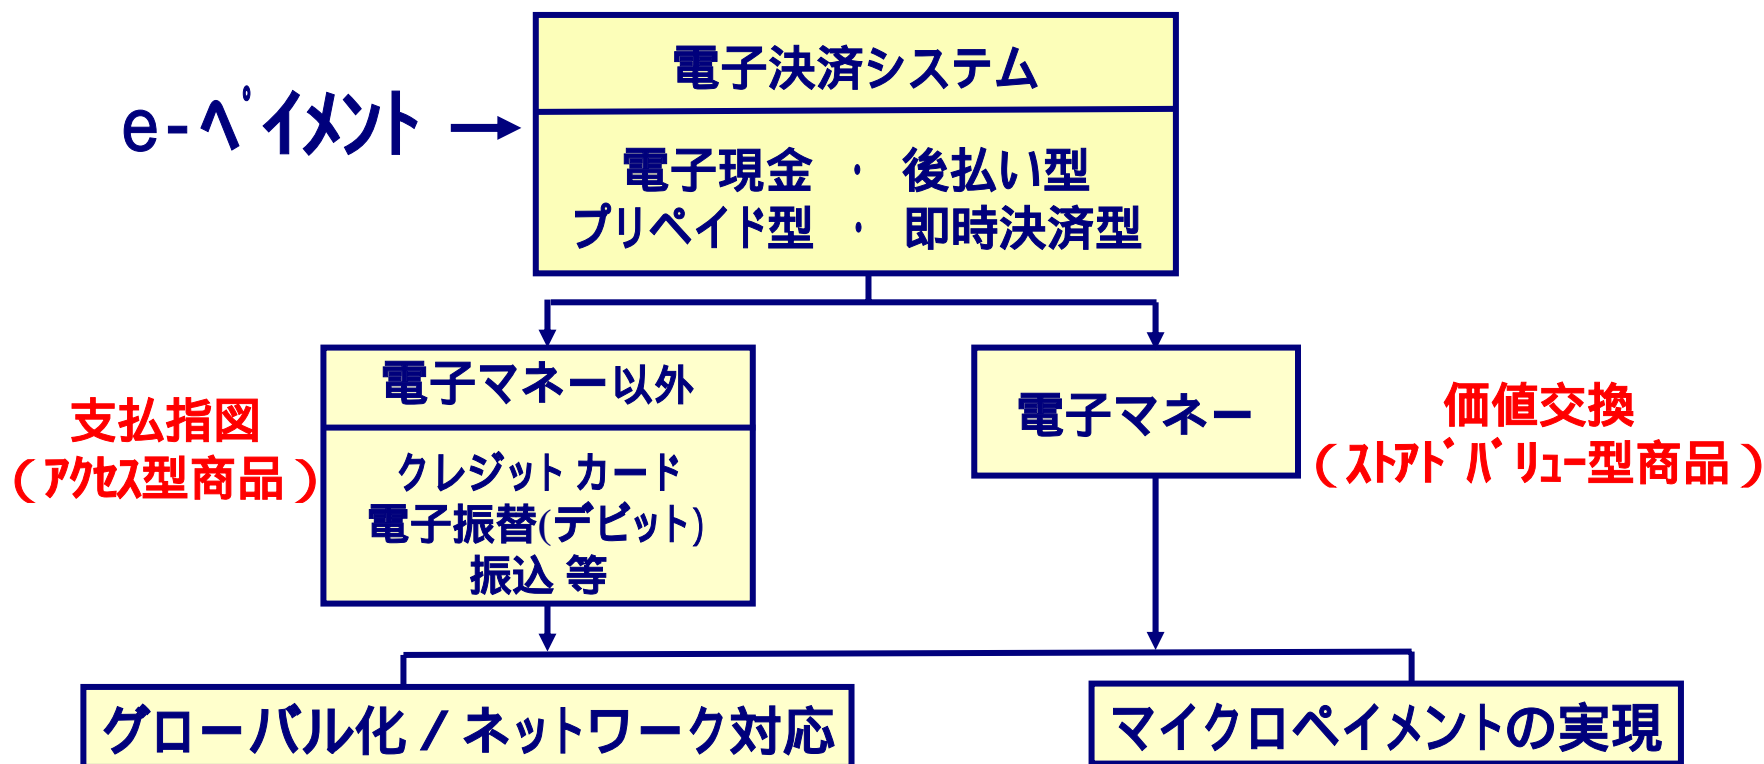 電子決済システム
e-ペイメント
電子現金 ・ 後払い型
プリペイド型 ・ 即時決済型
電子マネー以外
電子マネー
支払指図
(アクセス型商品)
価値交換
(ストアドバリュー型商品)
クレジットカード
電子振替(デビット)
振込 等
グローバル化 / ネットワーク対応
マイクロペイメントの実現